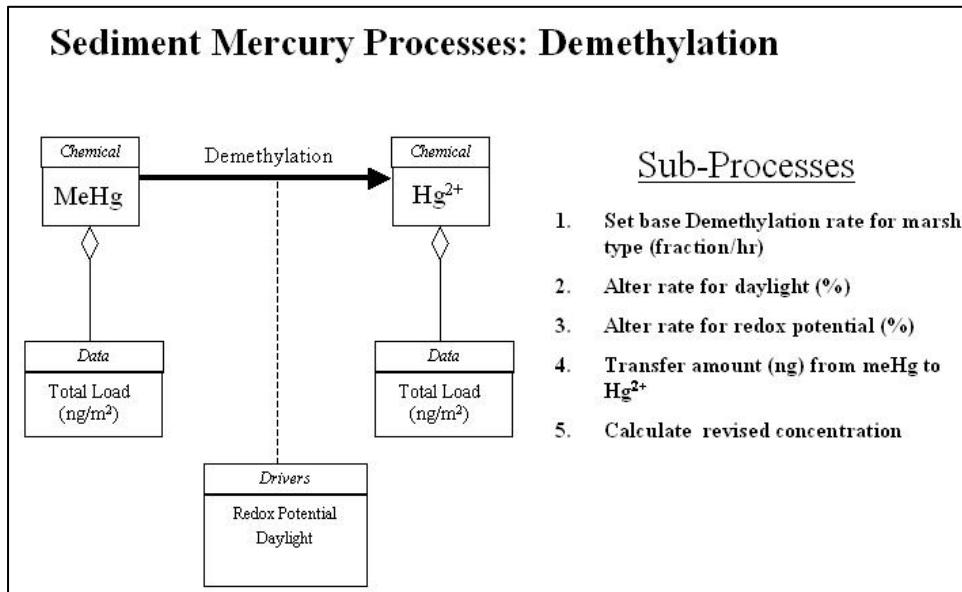 Sediment Mercury Processes: Demethylation
Chemical
MeHg
Demethylation
Chemical
Hg²⁺
Data
Total Load
(ng/m²)
Data
Total Load
(ng/m²)
Drivers
Redox Potential
Daylight
Sub-Processes
1. Set base Demethylation rate for marsh
type (fraction/hr)
2. Alter rate for daylight (%)
3. Alter rate for redox potential (%)
4. Transfer amount (ng) from meHg to
Hg²⁺
5. Calculate revised concentration